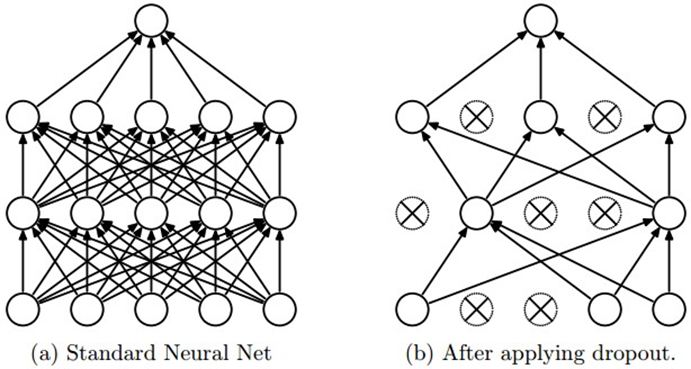 (a) Standard Neural Net
(b) After applying dropout.